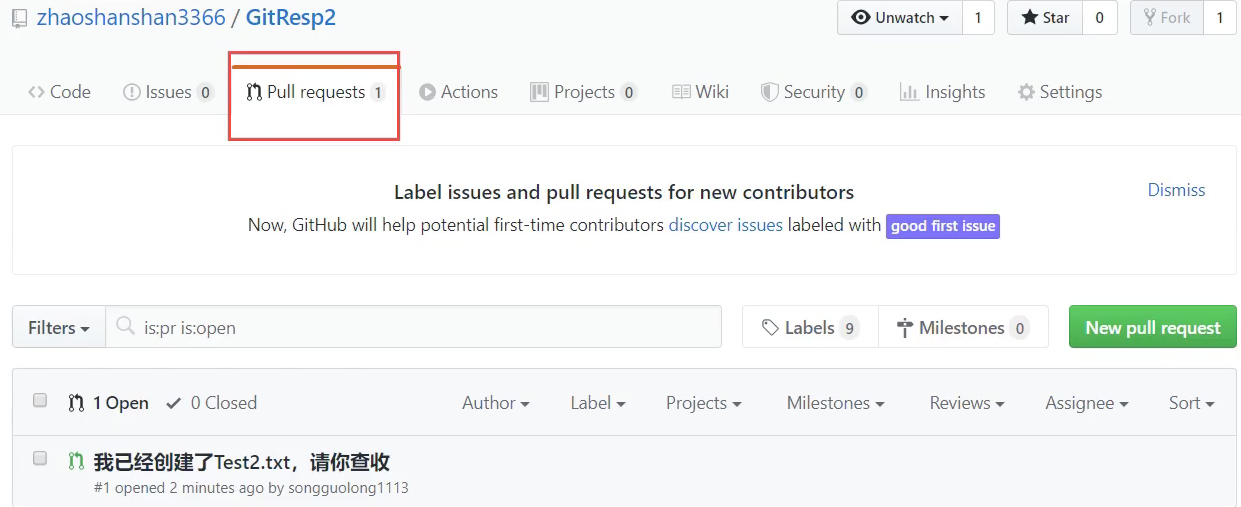 zhaoshanshan3366 / GitResp2 Unwatch 1 Star 0 Fork 1
Code Issues 0 Pull requests 1 Actions Projects 0 Wiki Security 0 Insights Settings
Label issues and pull requests for new contributors Dismiss
Now, GitHub will help potential first-time contributors discover issues labeled with good first issue
Filters is:pr is:open Labels 9 Milestones 0 New pull request
1 Open 0 Closed Author Label Projects Milestones Reviews Assignee Sort
我已经创建了Test2.txt，请你查收
#1 opened 2 minutes ago by songguolong1113